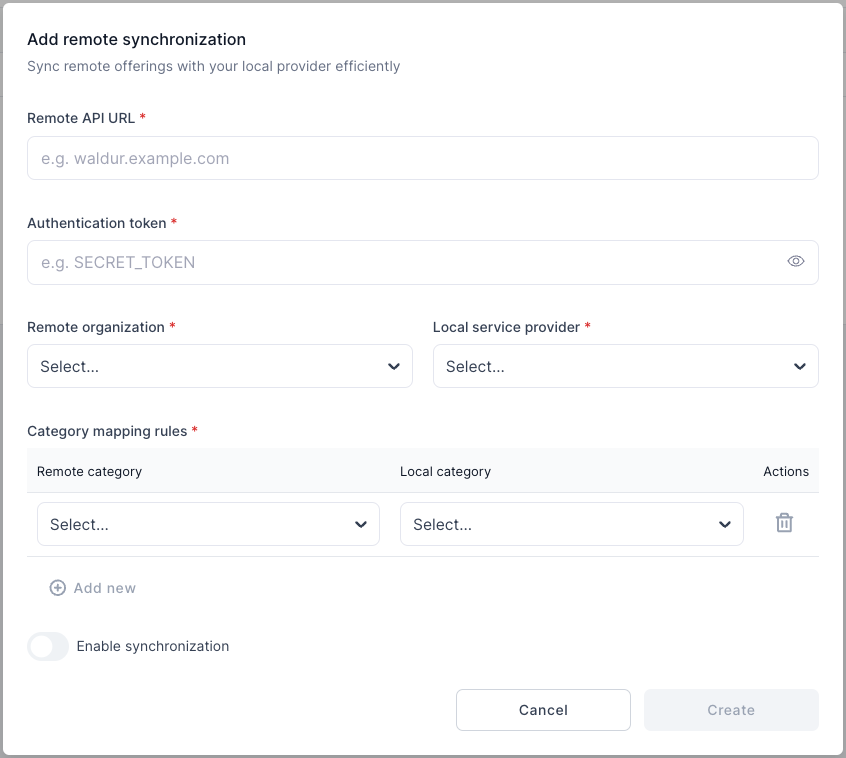 Add remote synchronization
Sync remote offerings with your local provider efficiently
Remote API URL *
e.g. waldur.example.com
Authentication token *
e.g. SECRET_TOKEN
Remote organization * Local service provider *
Select... Select...
Category mapping rules *
Remote category Local category Actions
Select... Select...
Add new
Enable synchronization
Cancel Create